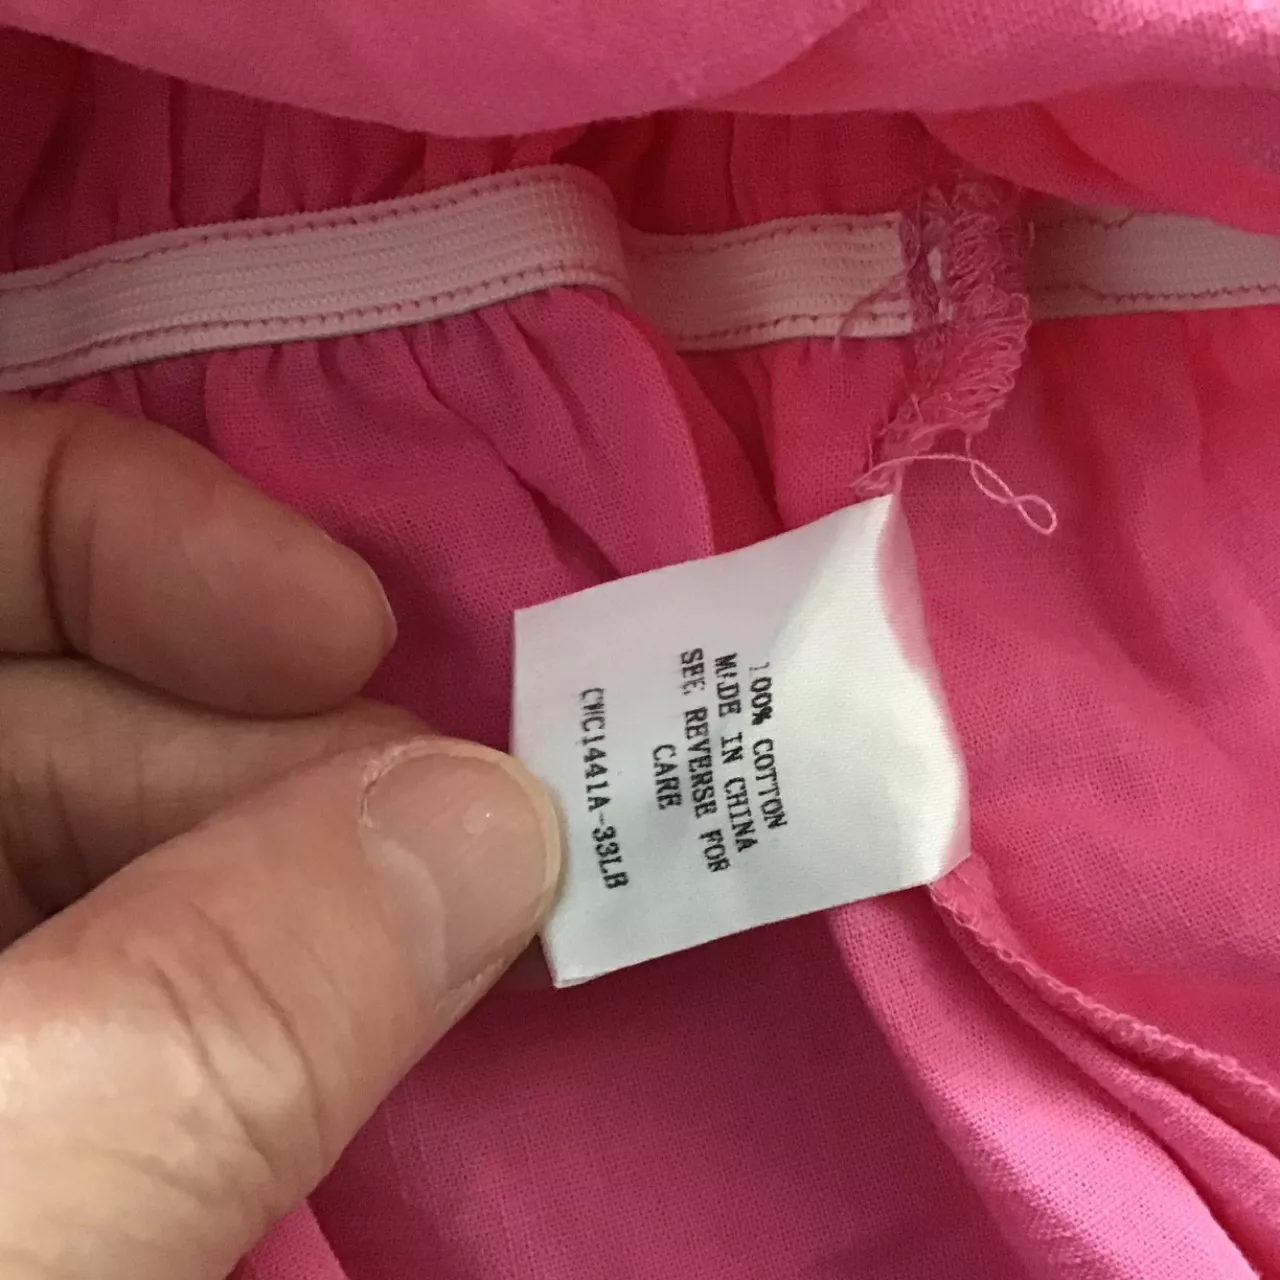 100% COTTON
MADE IN CHINA
SEE REVERSE FOR
CARE
CWC1441A-33LB